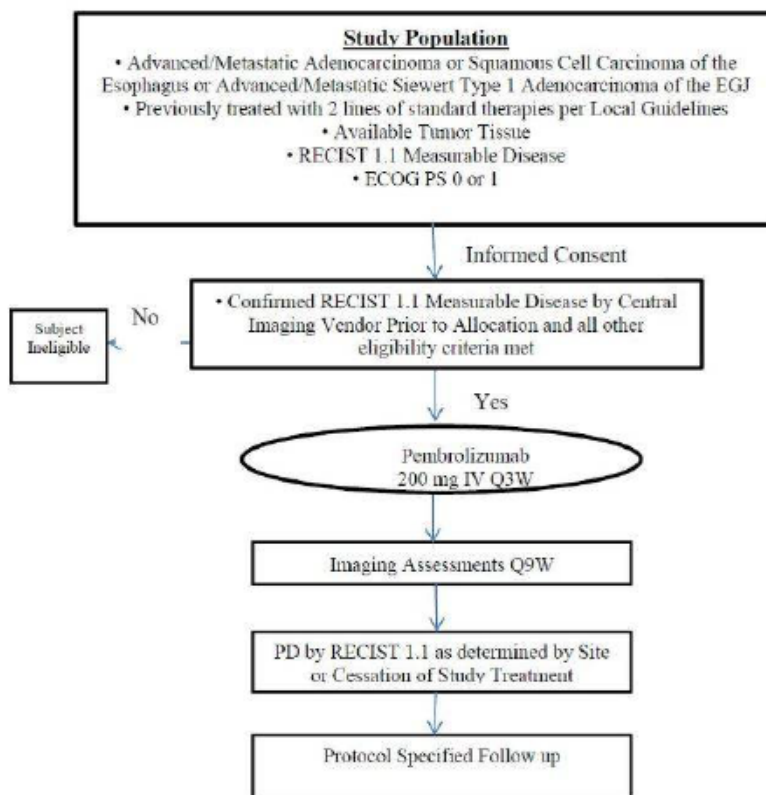 Study Population
• Advanced/Metastatic Adenocarcinoma or Squamous Cell Carcinoma of the
Esophagus or Advanced/Metastatic Siewert Type 1 Adenocarcinoma of the EGJ
• Previously treated with 2 lines of standard therapies per Local Guidelines
• Available Tumor Tissue
• RECIST 1.1 Measurable Disease
• ECOG PS 0 or 1
Informed Consent
• Confirmed RECIST 1.1 Measurable Disease by Central
Imaging Vendor Prior to Allocation and all other
eligibility criteria met
No
Subject
Ineligible
Yes
Pembrolizumab
200 mg IV Q3W
Imaging Assessments Q9W
PD by RECIST 1.1 as determined by Site
or Cessation of Study Treatment
Protocol Specified Follow up